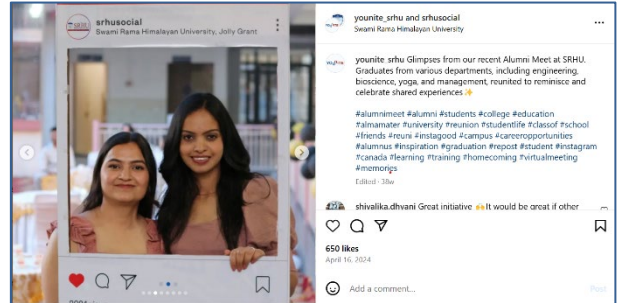 srhusocial
Swami Rama Himalayan University, Jolly Grant
younite_srhu and srhusocial
Swami Rama Himalayan University
younite_srhu Glimpses from our recent Alumni Meet at SRHU.
Graduates from various departments, including engineering,
bioscience, yoga, and management, reunited to reminisce and
celebrate shared experiences✨
#alumnimeet #alumni #students #college #education
#almamater #university #reunion #studentlife #classof #school
#friends #reuni #instagood #campus #careeropportunities
#alumnus #inspiration #graduation #repost #student #instagram
#canada #learning #training #homecoming #virtualmeeting
#memories
Edited · 38w
shivalika.dhyani Great initiative 🙌It would be great if other
650 likes
April 16, 2024
Add a comment...
Post